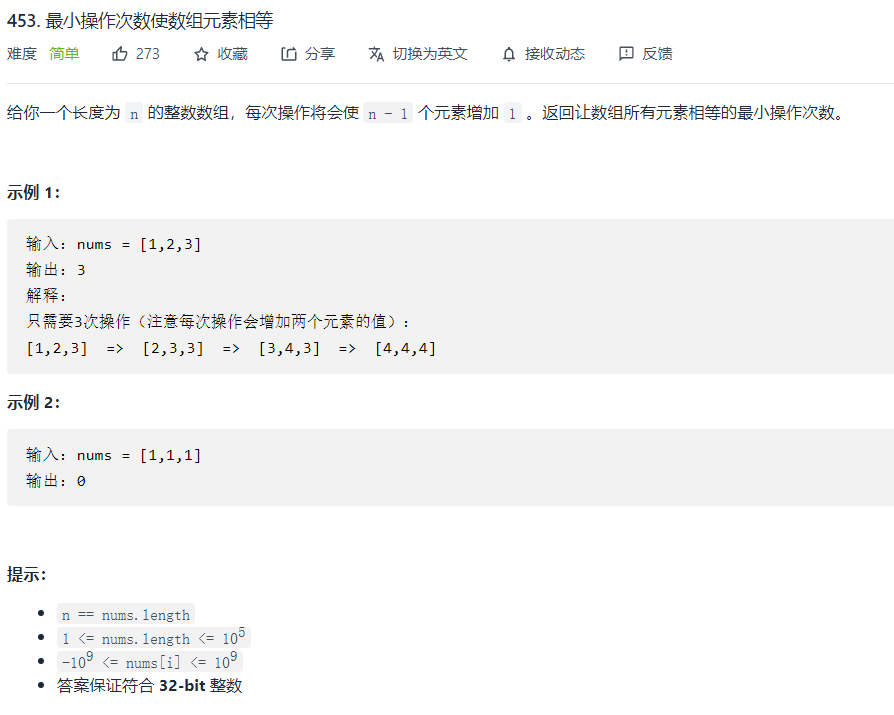 453. 最小操作次数使数组元素相等
难度 简单 273 收藏 分享 切换为英文 接收动态 反馈
给你一个长度为 n 的整数数组，每次操作将会使 n - 1 个元素增加 1 。返回让数组所有元素相等的最小操作次数。
示例 1：
输入：nums = [1,2,3]
输出：3
解释：
只需要3次操作（注意每次操作会增加两个元素的值）：
[1,2,3]  =>  [2,3,3]  =>  [3,4,3]  =>  [4,4,4]
示例 2：
输入：nums = [1,1,1]
输出：0
提示：
• n == nums.length
• 1 <= nums.length <= 10⁵
• -10⁹ <= nums[i] <= 10⁹
• 答案保证符合 32-bit 整数